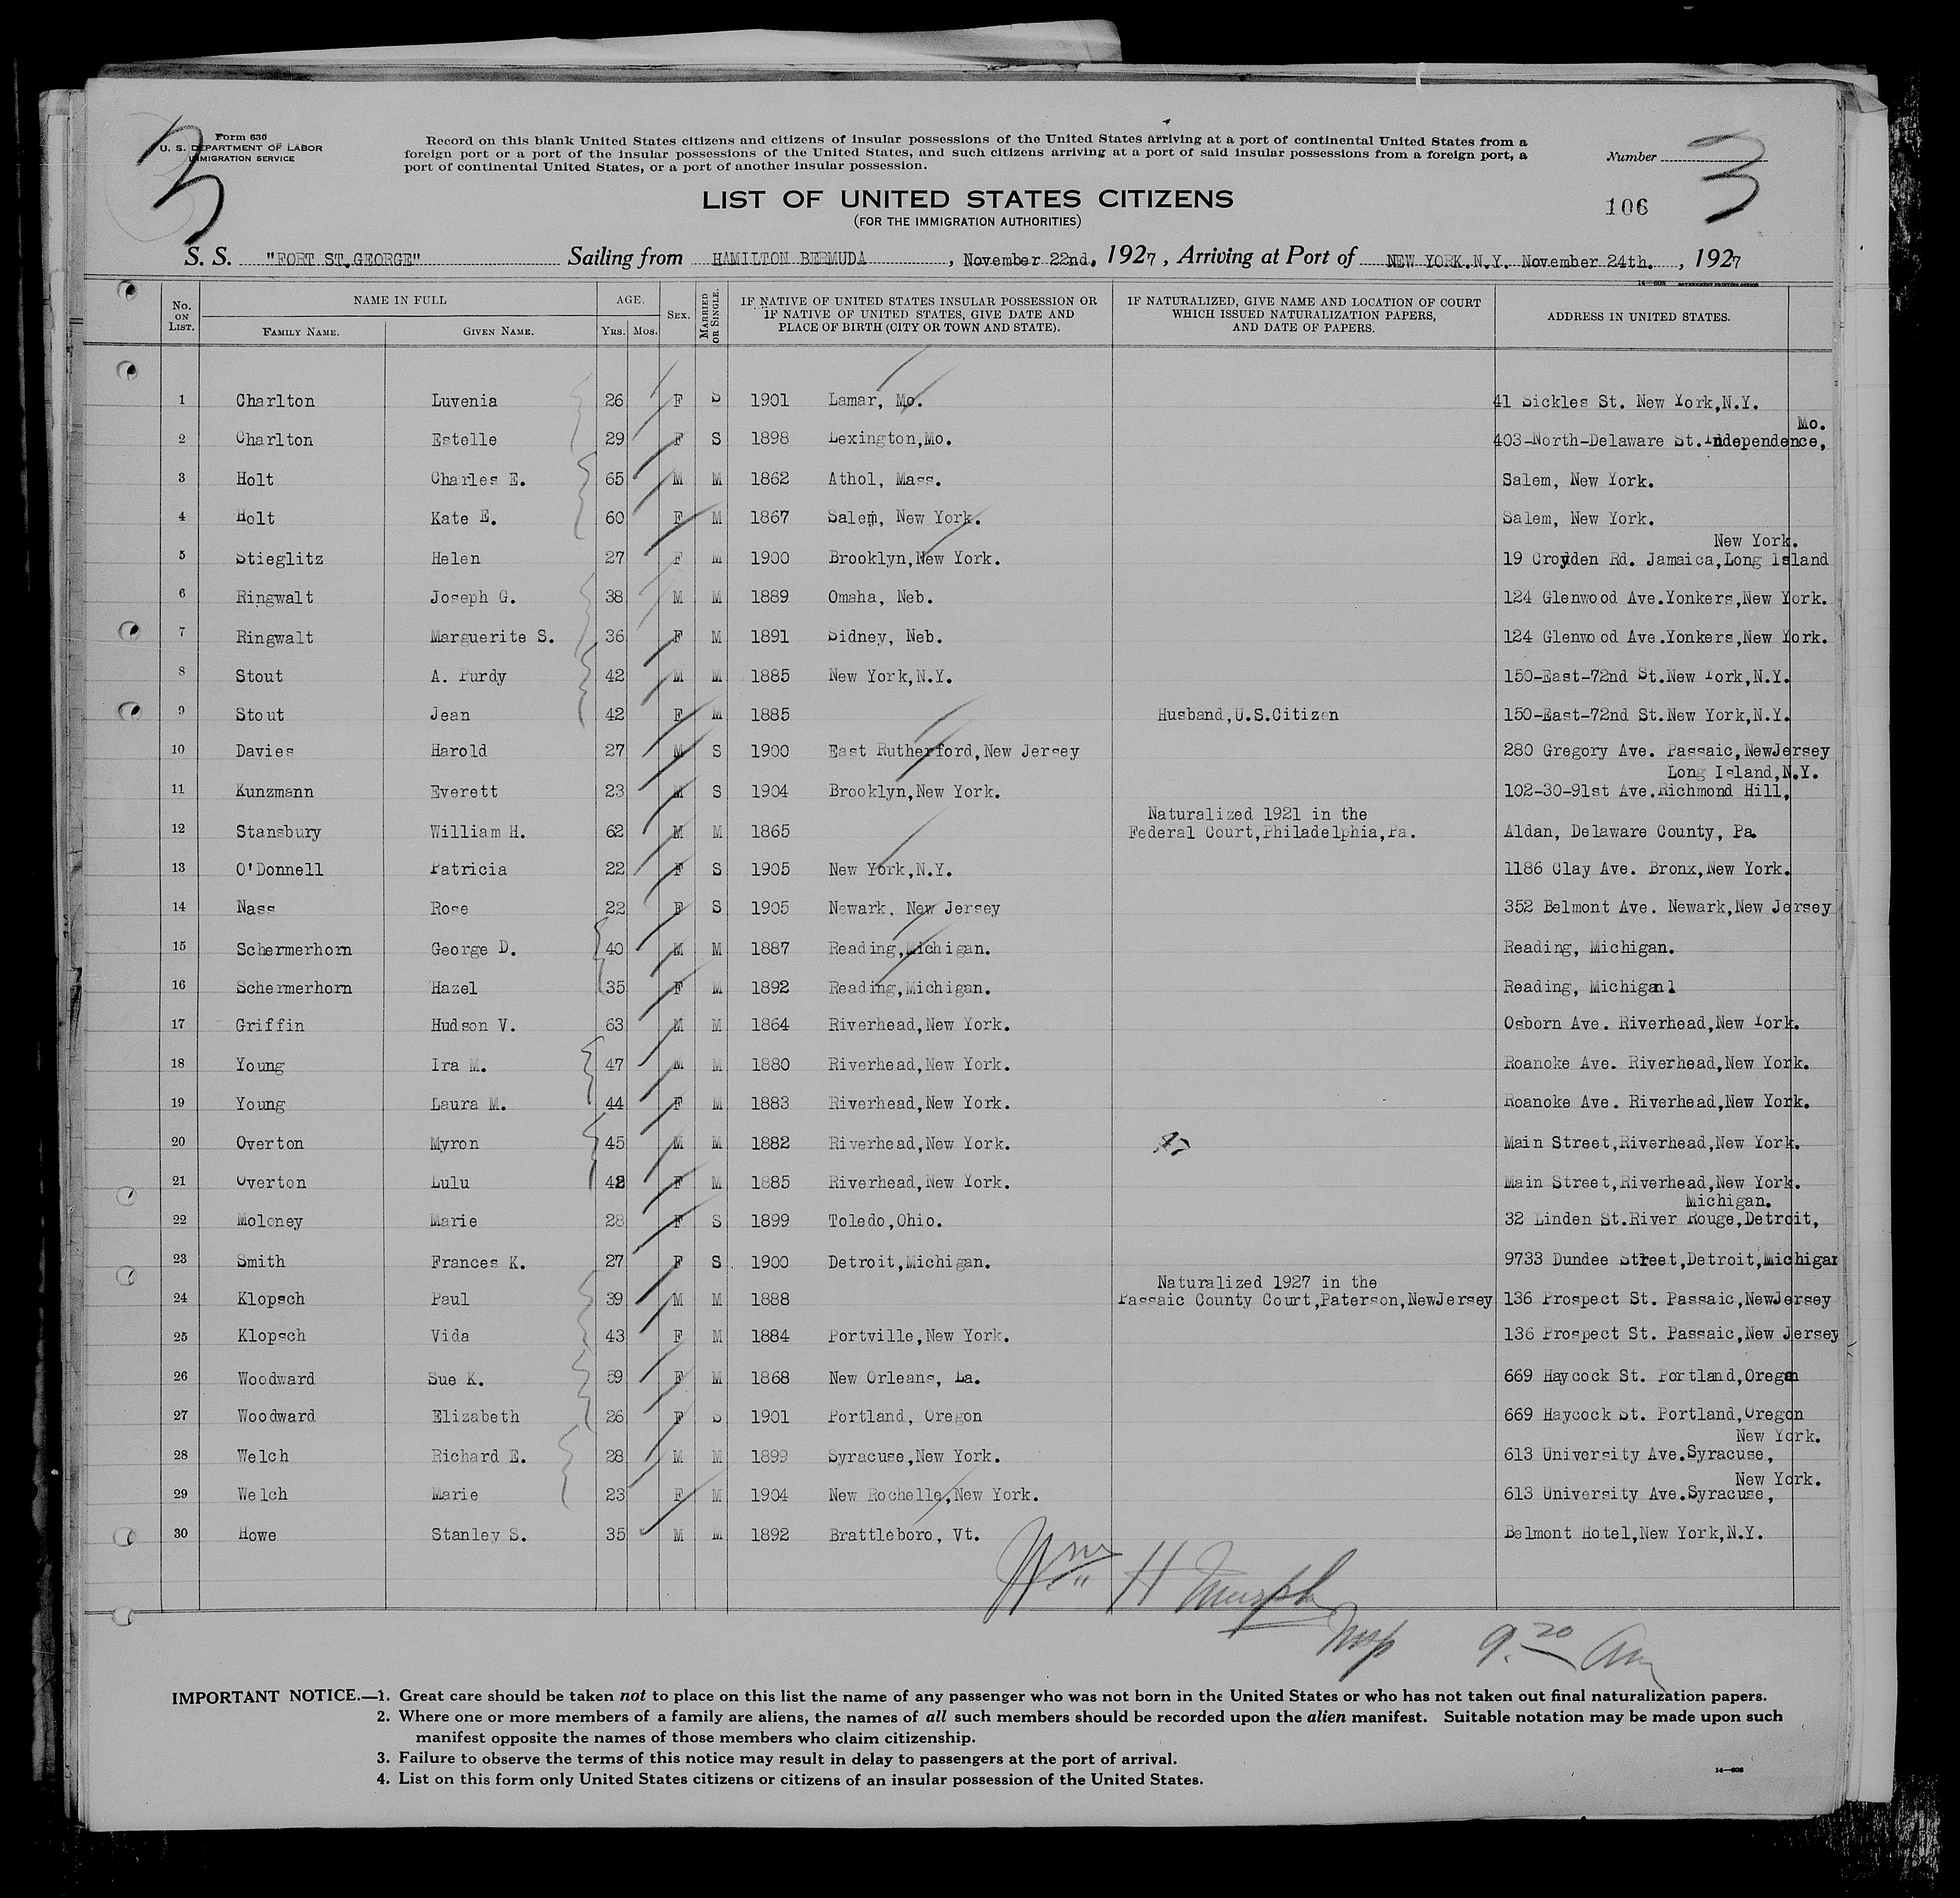 3
Form 630
U. S. DEPARTMENT OF LABOR
IMMIGRATION SERVICE
Record on this blank United States citizens and citizens of insular possessions of the United States arriving at a port of continental United States from a
foreign port or a port of the insular possessions of the United States, and such citizens arriving at a port of said insular possessions from a foreign port, a
port of continental United States, or a port of another insular possession.
Number 3
LIST OF UNITED STATES CITIZENS
(FOR THE IMMIGRATION AUTHORITIES)
106
S. S. "FORT ST.GEORGE" Sailing from HAMILTON BERMUDA , November 22nd. 1927 , Arriving at Port of NEW YORK.N.Y. November 24th. , 1927
No. ON LIST. NAME IN FULL FAMILY NAME. GIVEN NAME. AGE. YRS. MOS. SEX. MARRIED OR SINGLE. IF NATIVE OF UNITED STATES INSULAR POSSESSION OR IF NATIVE OF UNITED STATES, GIVE DATE AND PLACE OF BIRTH (CITY OR TOWN AND STATE). IF NATURALIZED, GIVE NAME AND LOCATION OF COURT WHICH ISSUED NATURALIZATION PAPERS, AND DATE OF PAPERS. ADDRESS IN UNITED STATES.
1 Charlton Luvenia 26 F S 1901 Lamar, Mo. 41 Sickles St. New York,N.Y.
Mo.
2 Charlton Estelle 29 F S 1898 Lexington,Mo. 403-North-Delaware St.Independence,
3 Holt Charles E. 65 M M 1862 Athol, Mass. Salem, New York.
4 Holt Kate E. 60 F M 1867 Salem, New York. Salem, New York.
New York.
5 Stieglitz Helen 27 F M 1900 Brooklyn,New York. 19 Croyden Rd. Jamaica,Long Island
6 Ringwalt Joseph G. 38 M M 1889 Omaha, Neb. 124 Glenwood Ave.Yonkers,New York.
7 Ringwalt Marguerite S. 36 F M 1891 Sidney, Neb. 124 Glenwood Ave.Yonkers,New York.
8 Stout A. Purdy 42 M M 1885 New York,N.Y. 150-East-72nd St.New York,N.Y.
9 Stout Jean 42 F M 1885 Husband,U.S.Citizen 150-East-72nd St.New York,N.Y.
10 Davies Harold 27 M S 1900 East Rutherford,New Jersey 280 Gregory Ave. Passaic,NewJersey
Long Island,N.Y.
11 Kunzmann Everett 23 M S 1904 Brooklyn,New York. 102-30-91st Ave.Richmond Hill,
Naturalized 1921 in the
12 Stansbury William H. 62 M M 1865 Federal Court,Philadelphia,Pa. Aldan, Delaware County, Pa.
13 O'Donnell Patricia 22 F S 1905 New York,N.Y. 1186 Clay Ave. Bronx,New York.
14 Nass Rose 22 F S 1905 Newark, New Jersey 352 Belmont Ave. Newark,New Jersey
15 Schermerhorn George D. 40 M M 1887 Reading,Michigan. Reading, Michigan.
16 Schermerhorn Hazel 35 F M 1892 Reading,Michigan. Reading, Michigan1
17 Griffin Hudson V. 63 M M 1864 Riverhead,New York. Osborn Ave. Riverhead,New York.
18 Young Ira M. 47 M M 1880 Riverhead,New York. Roanoke Ave. Riverhead,New York.
19 Young Laura M. 44 F M 1883 Riverhead,New York. Roanoke Ave. Riverhead,New York.
20 Overton Myron 45 M M 1882 Riverhead,New York. 47 Main Street,Riverhead,New York.
21 Overton Lulu 42 F M 1885 Riverhead,New York. Main Street,Riverhead,New York.
Michigan.
22 Moloney Marie 28 F S 1899 Toledo,Ohio. 32 Linden St.River Rouge,Detroit,
23 Smith Frances K. 27 F S 1900 Detroit,Michigan. 9733 Dundee Street,Detroit,Michigan
Naturalized 1927 in the
24 Klopsch Paul 39 M M 1888 Passaic County Court,Paterson,NewJersey 136 Prospect St. Passaic,NewJersey
25 Klopsch Vida 43 F M 1884 Portville,New York. 136 Prospect St. Passaic,New Jersey
26 Woodward Sue K. 59 F M 1868 New Orleans, La. 669 Haycock St. Portland,Oregon
27 Woodward Elizabeth 26 F S 1901 Portland, Oregon 669 Haycock St. Portland,Oregon
New York.
28 Welch Richard E. 28 M M 1899 Syracuse,New York. 613 University Ave.Syracuse,
New York.
29 Welch Marie 23 F M 1904 New Rochelle,New York. 613 University Ave.Syracuse,
30 Howe Stanley S. 35 M M 1892 Brattleboro, Vt. Belmont Hotel,New York,N.Y.
Wm H Murphy
Insp 9.20 am
IMPORTANT NOTICE.—1. Great care should be taken not to place on this list the name of any passenger who was not born in the United States or who has not taken out final naturalization papers.
2. Where one or more members of a family are aliens, the names of all such members should be recorded upon the alien manifest. Suitable notation may be made upon such
manifest opposite the names of those members who claim citizenship.
3. Failure to observe the terms of this notice may result in delay to passengers at the port of arrival.
4. List on this form only United States citizens or citizens of an insular possession of the United States.